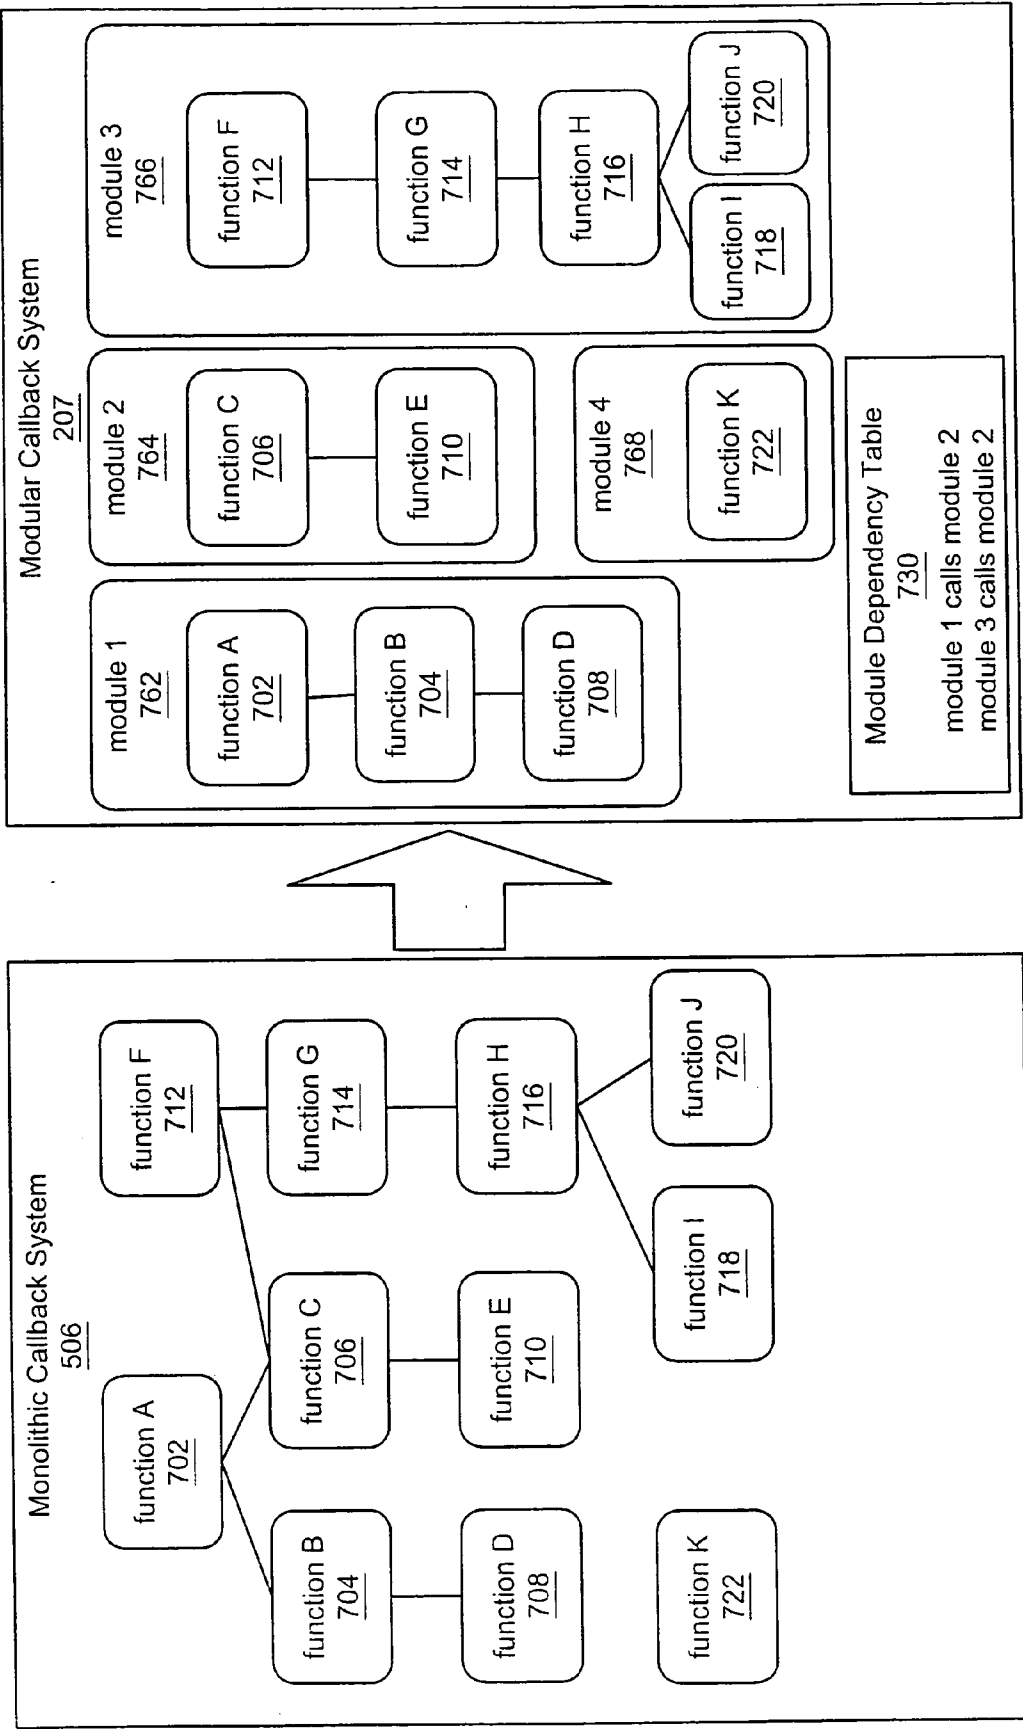 Monolithic Callback System
506
function A
702
function F
712
function B
704
function C
706
function G
714
function D
708
function E
710
function H
716
function K
722
function I
718
function J
720
Modular Callback System
207
module 1
762
function A
702
function B
704
function D
708
module 2
764
function C
706
function E
710
module 3
766
function F
712
function G
714
function H
716
function I
718
function J
720
module 4
768
function K
722
Module Dependency Table
730
module 1 calls module 2
module 3 calls module 2